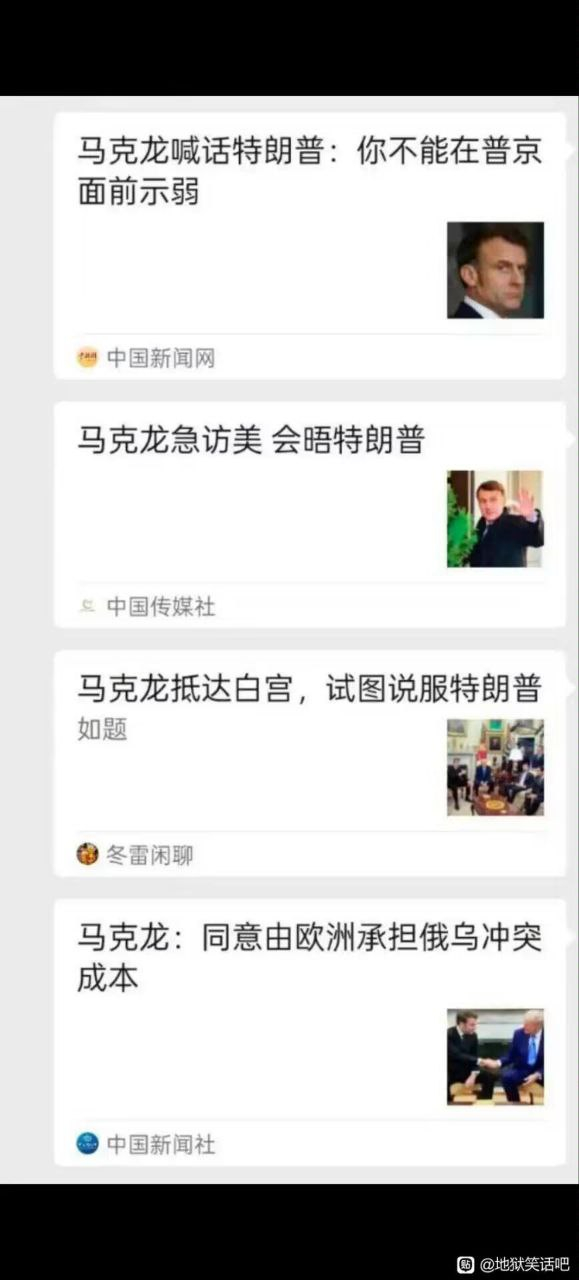 马克龙喊话特朗普：你不能在普京
面前示弱
中国新闻网
马克龙急访美 会晤特朗普
中国传媒社
马克龙抵达白宫，试图说服特朗普
如题
冬雷闲聊
马克龙：同意由欧洲承担俄乌冲突
成本
中国新闻社
贴 @地狱笑话吧